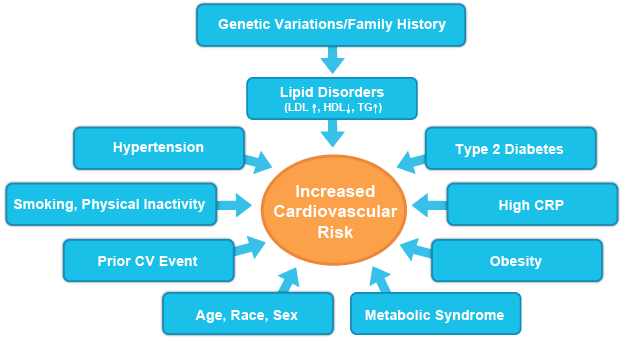 Genetic Variations/Family History
Lipid Disorders
(LDL↑, HDL↓, TG↑)
Hypertension
Type 2 Diabetes
Increased
Cardiovascular
Risk
Smoking, Physical Inactivity
High CRP
Prior CV Event
Obesity
Age, Race, Sex
Metabolic Syndrome